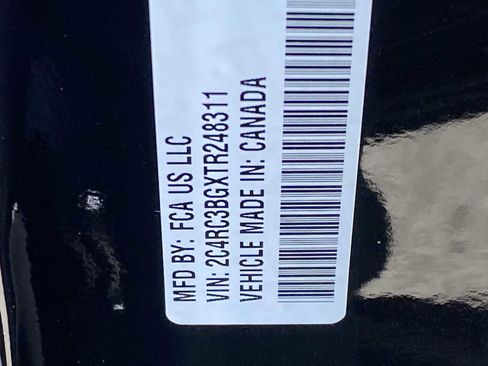 MFD BY: FCA US LLC
VIN: 2C4RC3BGXTR248311
VEHICLE MADE IN: CANADA